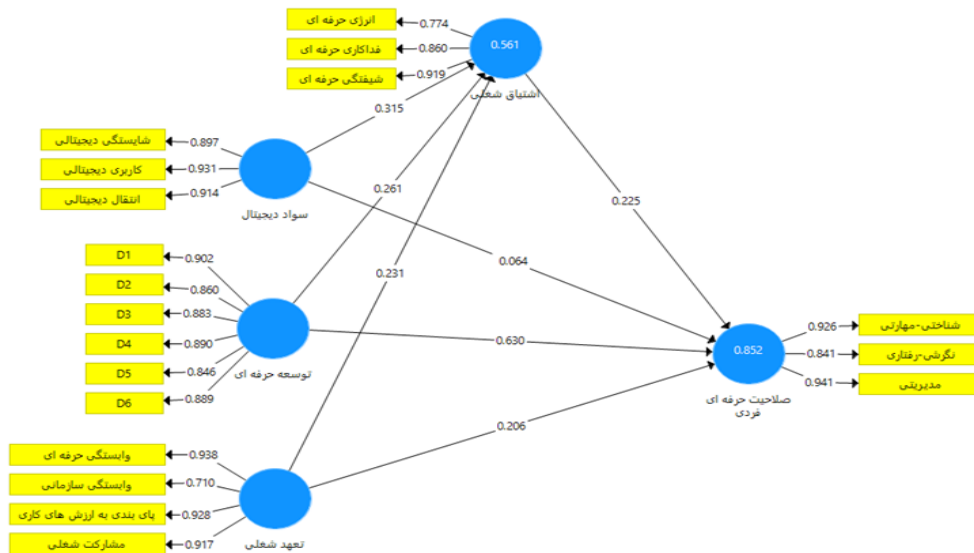 انرژی حرفه ای
0.774
فداکاری حرفه ای
0.860
شیفتگی حرفه ای
0.919
0.561
اشتیاق شغلی
0.315
شایستگی دیجیتالی
0.897
کاربری دیجیتالی
0.931
انتقال دیجیتالی
0.914
سواد دیجیتال
0.261
0.225
0.064
0.231
D1
0.902
D2
0.860
D3
0.883
D4
0.890
D5
0.846
D6
0.889
توسعه حرفه ای
0.630
0.852
صلاحیت حرفه ای
فردی
0.926
شناختی-مهارتی
0.841
نگرشی-رفتاری
0.941
مدیریتی
0.206
وابستگی حرفه ای
0.938
وابستگی سازمانی
0.710
پای بندی به ارزش های کاری
0.928
مشارکت شغلی
0.917
تعهد شغلی